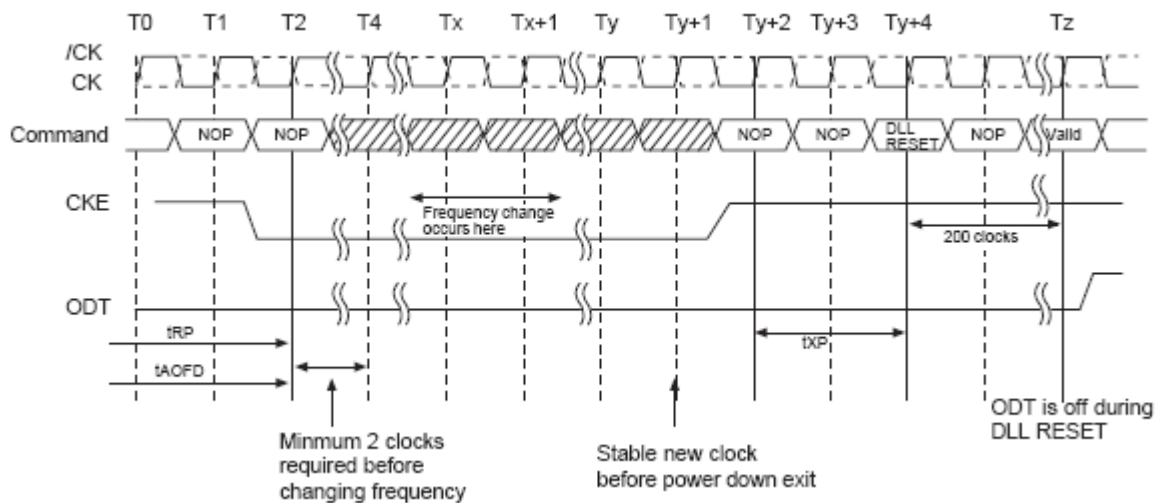 T0 T1 T2 T4 Tx Tx+1 Ty Ty+1 Ty+2 Ty+3 Ty+4 Tz
/CK
CK
Command NOP NOP NOP NOP DLL RESET NOP Valid
CKE
Frequency change
occurs here
200 clocks
ODT
tRP
tXP
tAOFD
ODT is off during
DLL RESET
Minmum 2 clocks
required before
changing frequency
Stable new clock
before power down exit